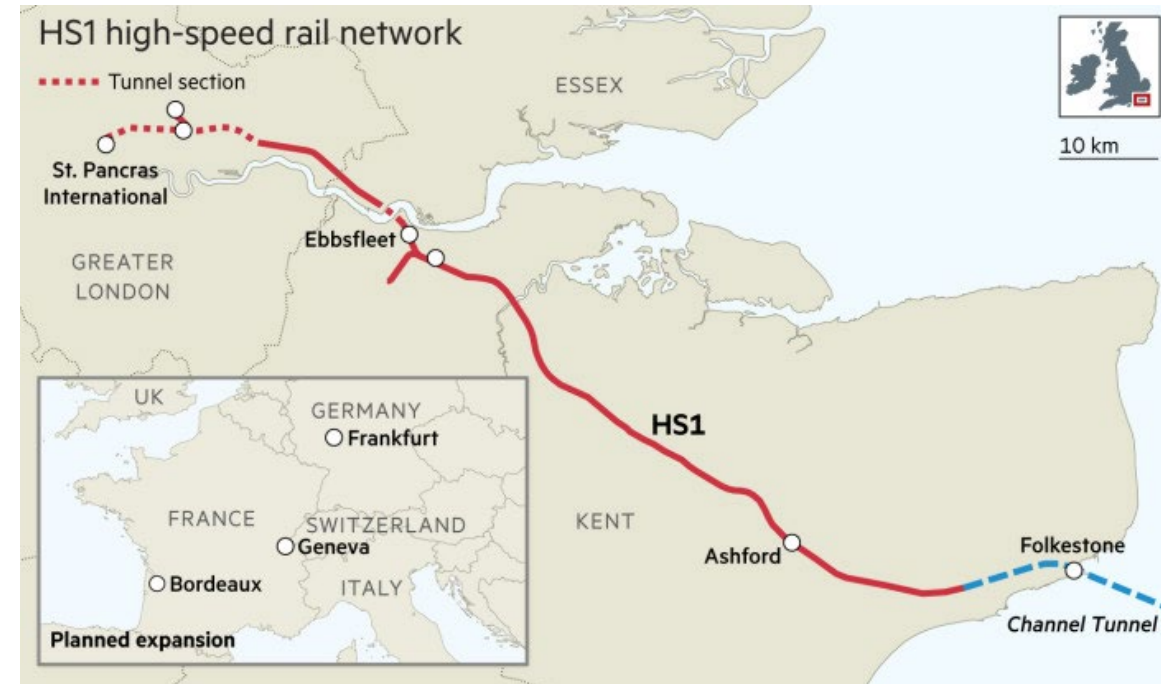 HS1 high-speed rail network
Tunnel section
ESSEX
10 km
St. Pancras
International
Ebbsfleet
GREATER
LONDON
HS1
KENT
Ashford
Folkestone
Channel Tunnel
UK
GERMANY
Frankfurt
FRANCE
SWITZERLAND
Geneva
Bordeaux
ITALY
Planned expansion